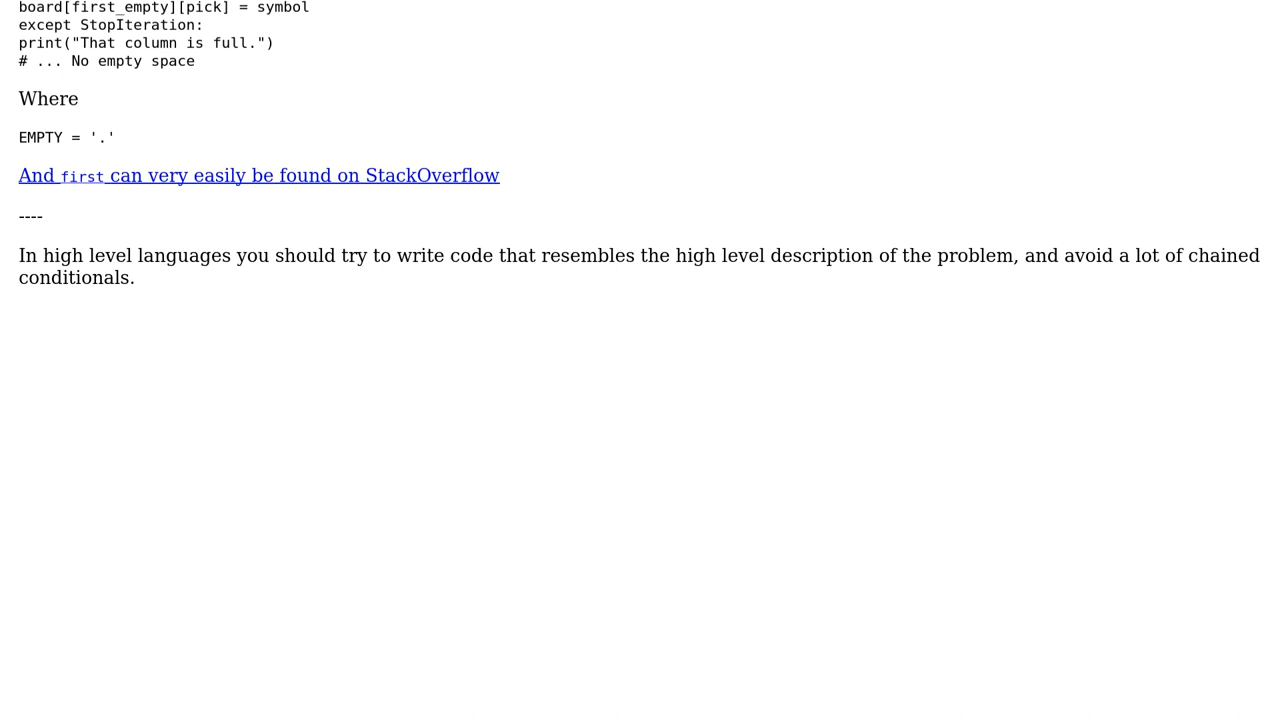 board[first_empty][pick] = symbol
except StopIteration:
print("That column is full.")
# ... No empty space
Where
EMPTY = '.'
And first can very easily be found on StackOverflow
----
In high level languages you should try to write code that resembles the high level description of the problem, and avoid a lot of chained
conditionals.